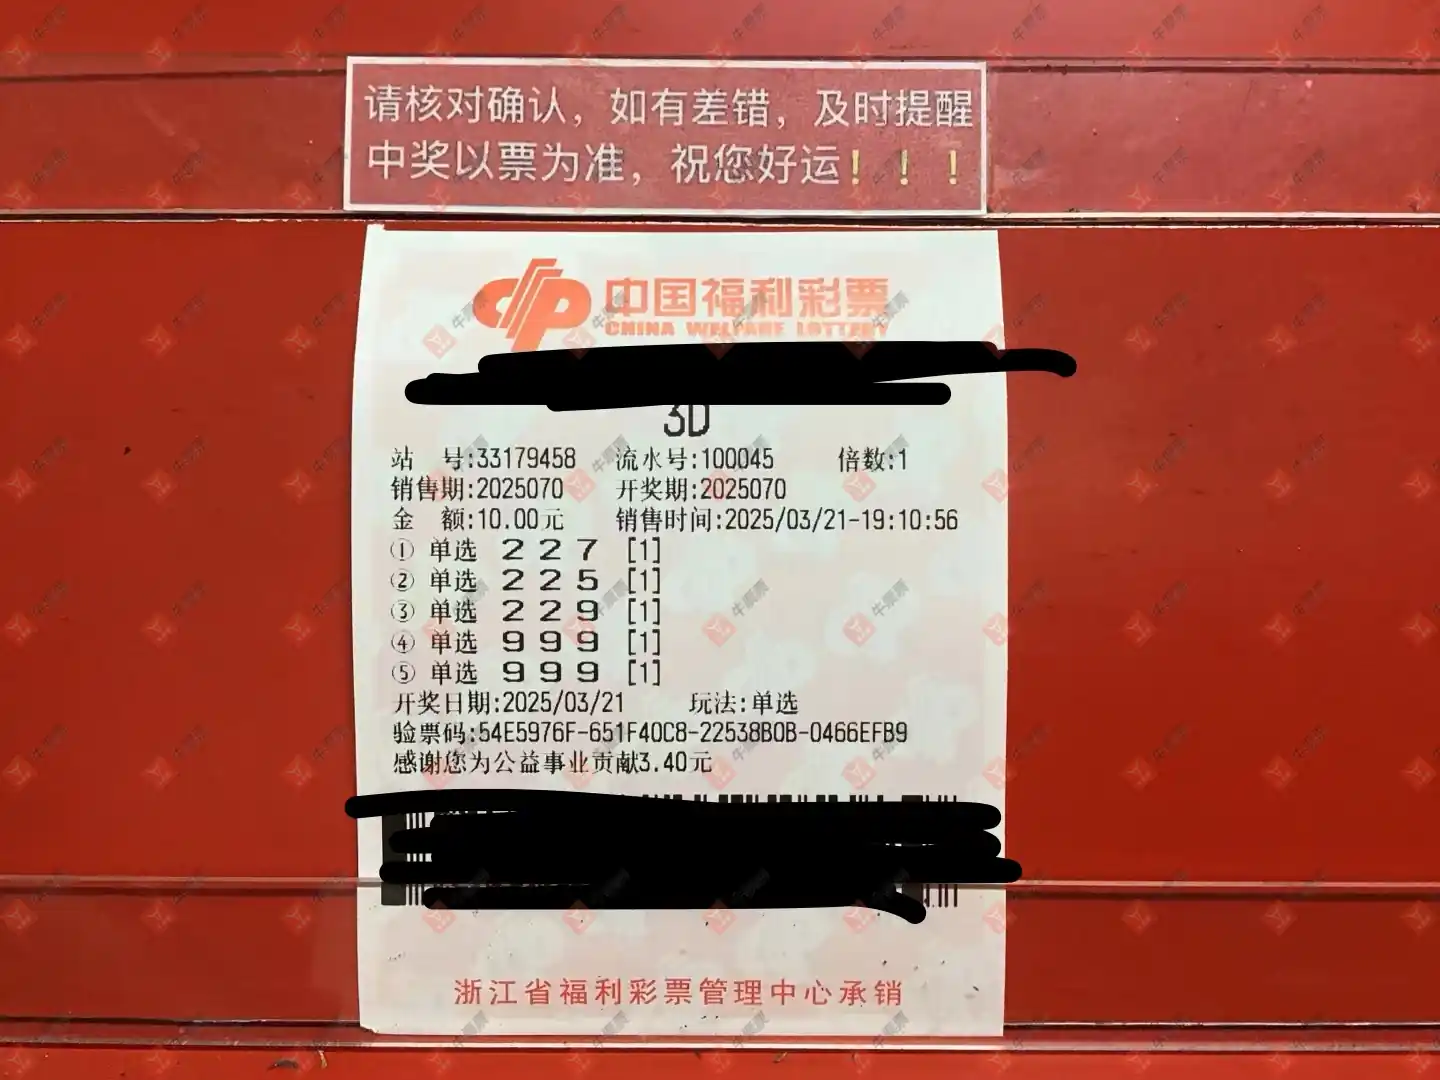 请核对确认，如有差错，及时提醒
中奖以票为准，祝您好运！！！
中国福利彩票
CHINA WELFARE LOTTERY
3D
站 号:33179458 流水号:100045 倍数:1
销售期:2025070 开奖期:2025070
金 额:10.00元 销售时间:2025/03/21-19:10:56
① 单选 2 2 7 [1]
② 单选 2 2 5 [1]
③ 单选 2 2 9 [1]
④ 单选 9 9 9 [1]
⑤ 单选 9 9 9 [1]
开奖日期:2025/03/21 玩法:单选
验票码:54E5976F-651F40C8-22538B0B-0466EFB9
感谢您为公益事业贡献3.40元
浙江省福利彩票管理中心承销
牛票票